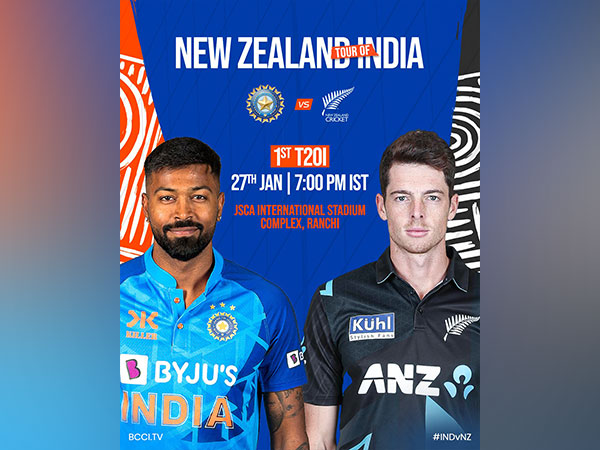 NEW ZEALAND
TOUR OF
INDIA
VS
NEW ZEALAND
CRICKET
1ST T20I
27TH JAN | 7:00 PM IST
JSCA INTERNATIONAL STADIUM
COMPLEX, RANCHI
KILLER
BYJU'S
INDIA
Kühl
Stylish Fans
ANZ
BCCI.TV
#INDvNZ